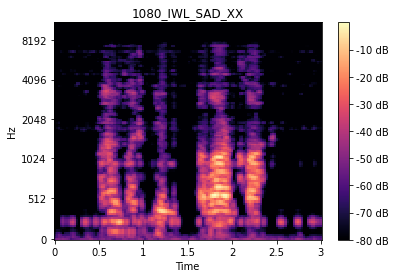 1080_IWL_SAD_XX
8192
4096
2048
1024
512
0
Hz
0 0.5 1 1.5 2 2.5 3
Time
-10 dB
-20 dB
-30 dB
-40 dB
-50 dB
-60 dB
-70 dB
-80 dB